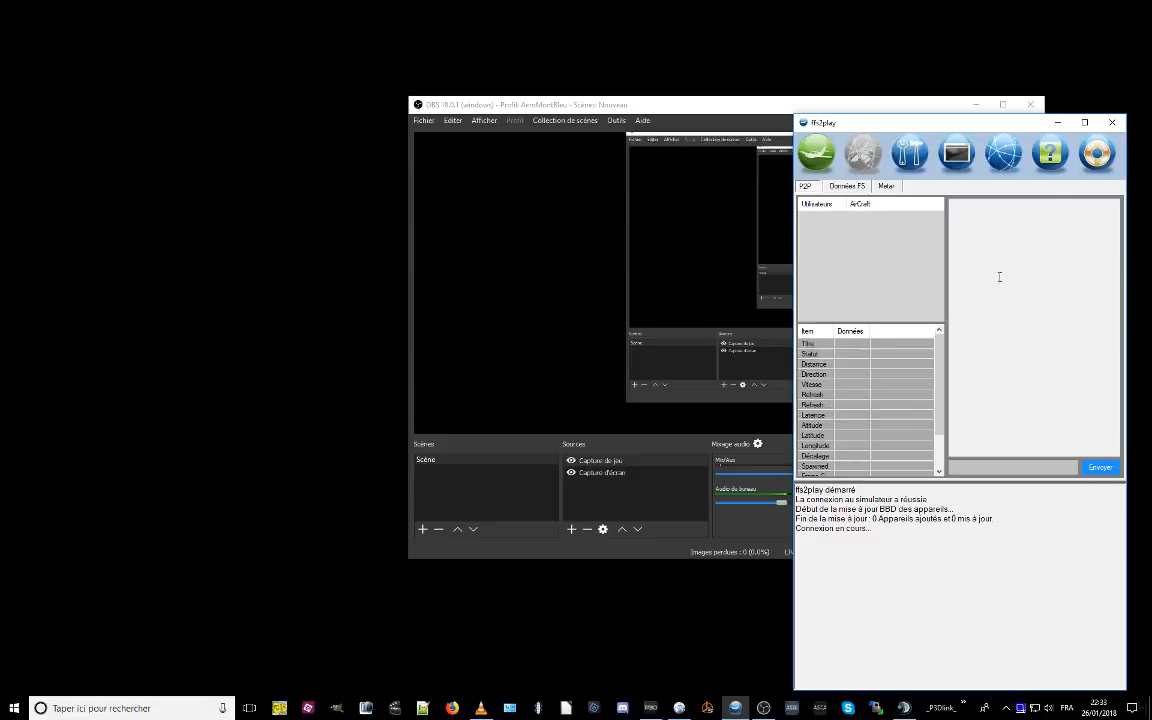 OBS 18.0.1 (windows) - Profil: AeroMontBleu - Scènes: Nouveau
Fichier Editer Afficher Profil Collection de scènes Outils Aide
Scènes
Scène
Sources
Capture de jeu
Capture d'écran
Mixage audio
Mic/Aux
Audio du bureau
Images perdues : 0 (0.0%)
ffs2play
P2P Données FS Metar
Utilisateurs AirCraft
Item Données
Titre
Statut
Distance
Direction
Vitesse
Refresh
Refresh
Latence
Altitude
Latitude
Longitude
Décalage
Spawned
Envoyer
ffs2play démarré
La connexion au simulateur a réussie
Début de la mise à jour BBD des appareils...
Fin de la mise à jour : 0 Appareils ajoutés et 0 mis à jour.
Connexion en cours...
Taper ici pour rechercher
_P3Dlink_
FRA
22:33
26/01/2018